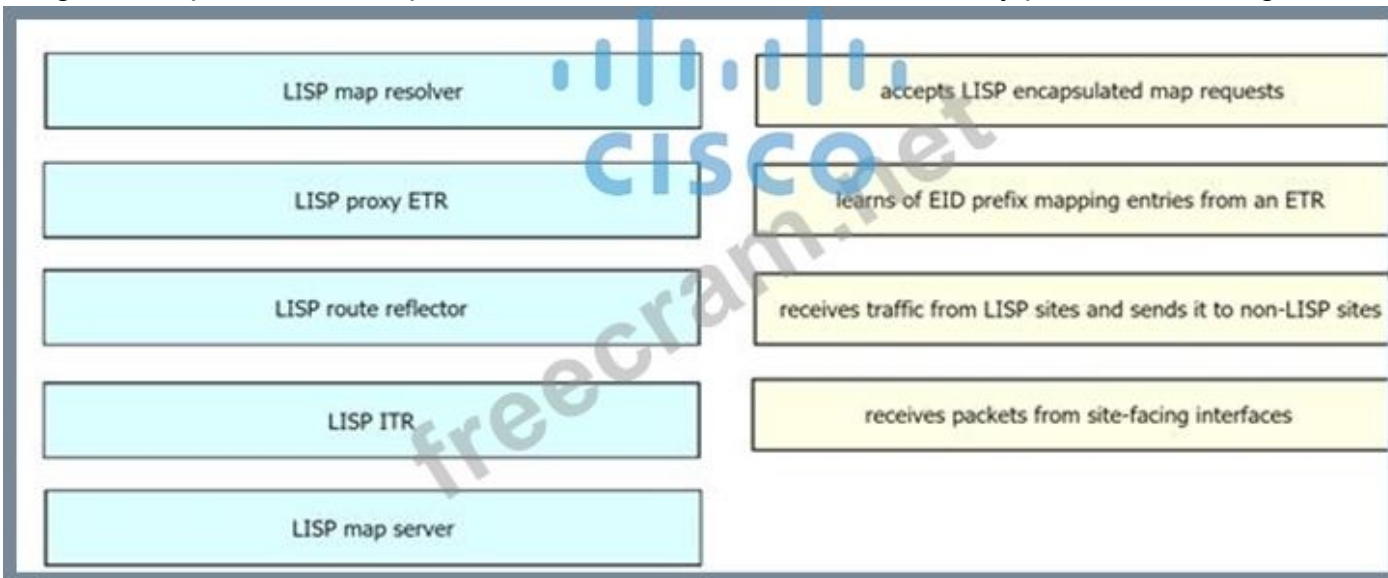 LISP map resolver
accepts LISP encapsulated map requests
CISCO
LISP proxy ETR
learns of EID prefix mapping entries from an ETR
LISP route reflector
receives traffic from LISP sites and sends it to non-LISP sites
LISP ITR
receives packets from site-facing interfaces
freecram.net
LISP map server